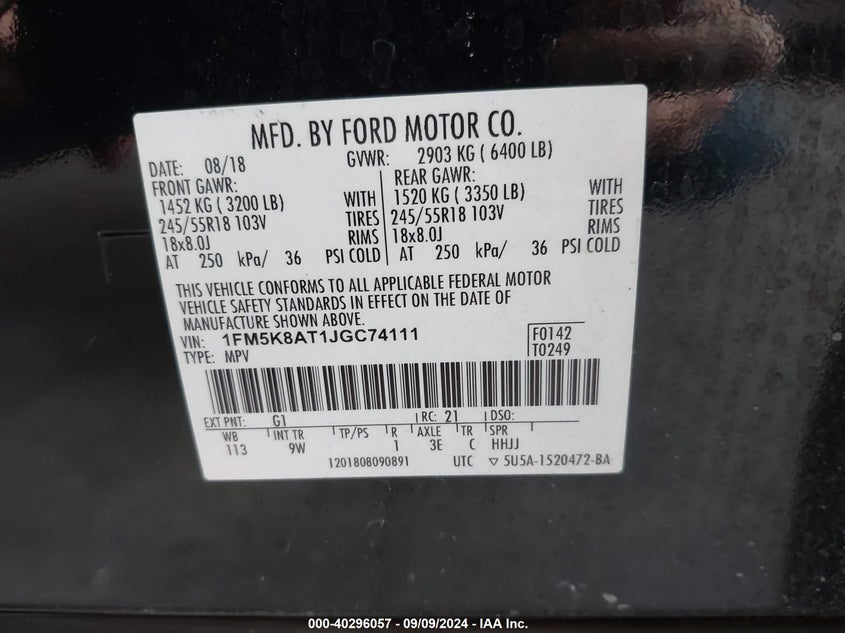 MFD. BY FORD MOTOR CO.
DATE: 08/18 GVWR: 2903 KG ( 6400 LB)
FRONT GAWR: REAR GAWR:
1452 KG ( 3200 LB) WITH 1520 KG ( 3350 LB) WITH
245/55R18 103V TIRES 245/55R18 103V TIRES
18x8.0J RIMS 18x8.0J RIMS
AT 250 kPa/ 36 PSI COLD AT 250 kPa/ 36 PSI COLD
THIS VEHICLE CONFORMS TO ALL APPLICABLE FEDERAL MOTOR
VEHICLE SAFETY STANDARDS IN EFFECT ON THE DATE OF
MANUFACTURE SHOWN ABOVE.
VIN: 1FM5K8AT1JGC74111 F0142
TYPE: MPV T0249
EXT PNT: G1 RC: 21 DSO:
WB INT TR TP/PS R AXLE TR SPR
113 9W 1 3E C HHJJ
1201808090891 UTC ▽ 5U5A-1520472-BA
000-40296057 - 09/09/2024 - IAA Inc.